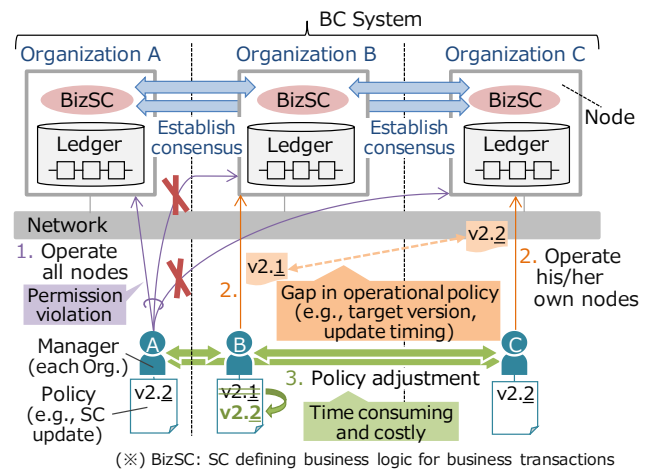 BC System
Organization A
Organization B
Organization C
BizSC
BizSC
BizSC
Node
Establish
consensus
Establish
consensus
Ledger
Ledger
Ledger
Network
1. Operate
all nodes
Permission
violation
v2.1
v2.2
2.
2. Operate
his/her
own nodes
Gap in operational policy
(e.g., target version,
update timing)
A
B
C
Manager
(each Org.)
3. Policy adjustment
Policy
(e.g., SC
update)
v2.2
v2.1
v2.2
v2.2
Time consuming
and costly
(※) BizSC: SC defining business logic for business transactions